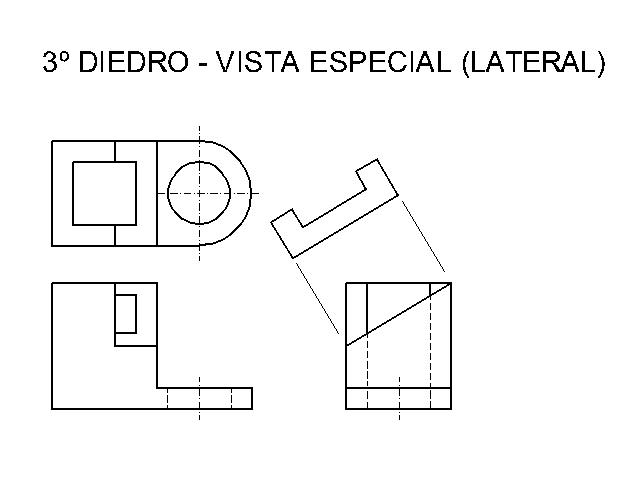 3º DIEDRO - VISTA ESPECIAL (LATERAL)